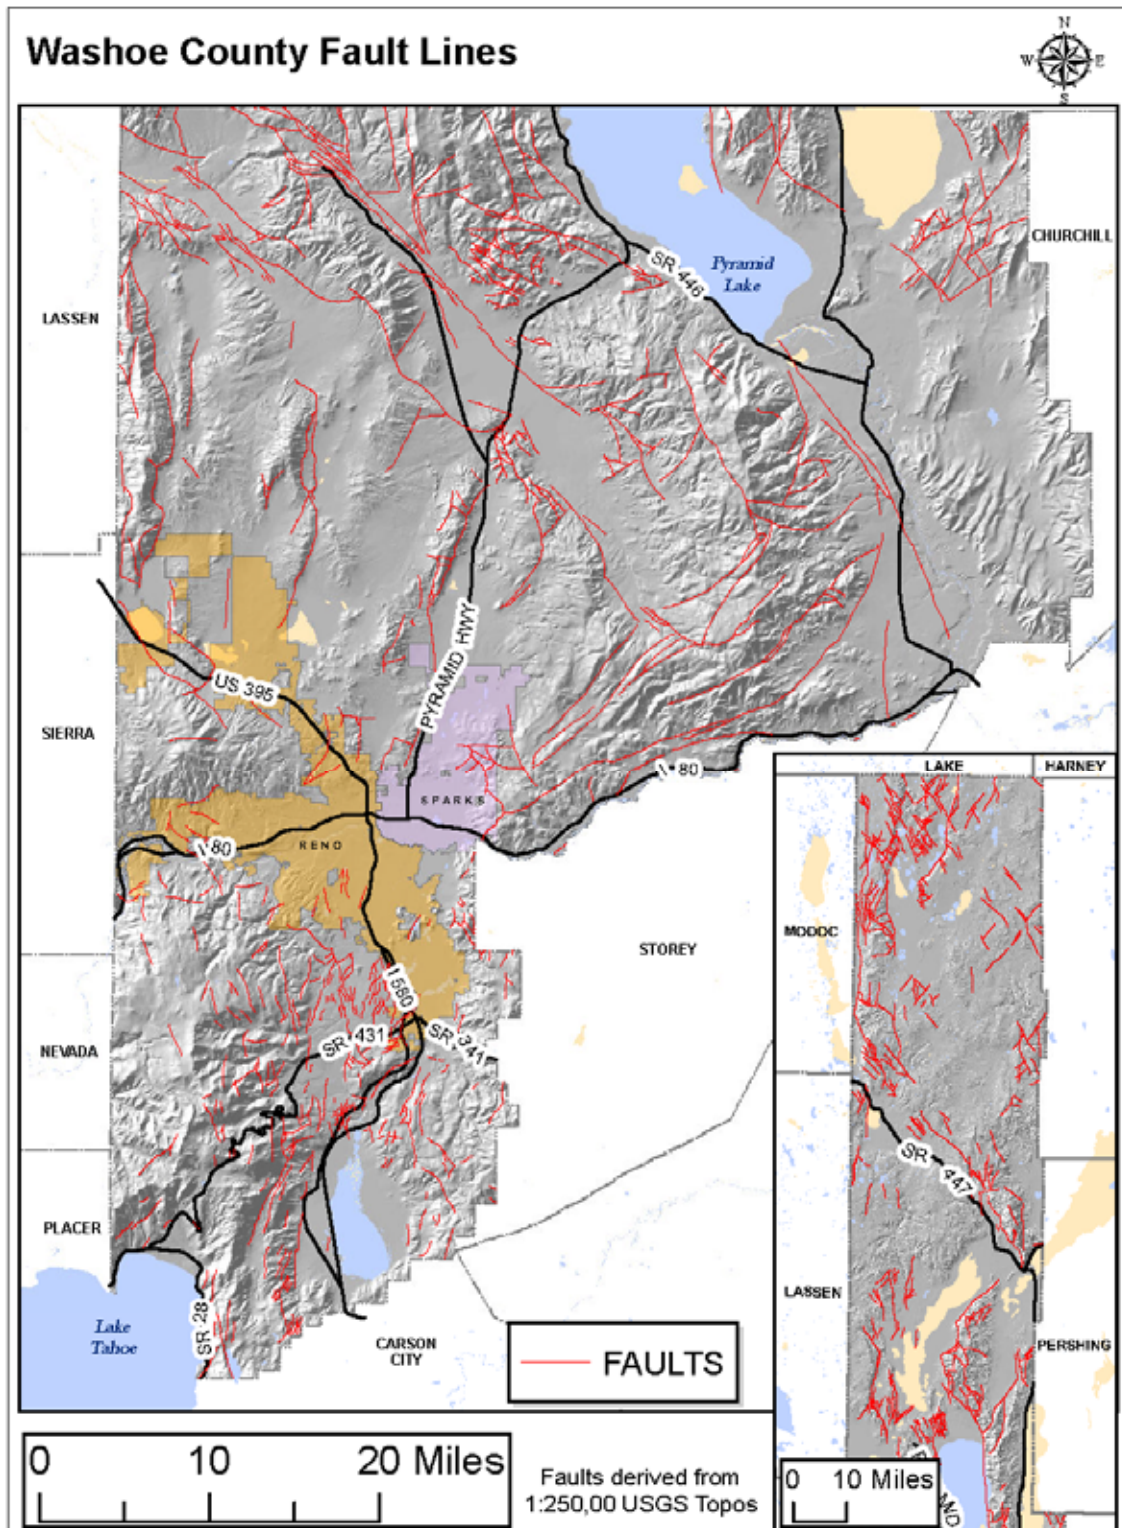 Washoe County Fault Lines
N
W E
S
LASSEN
CHURCHILL
Pyramid
Lake
SR 446
PYRAMID HWY
US 395
SIERRA
I 80
SPARKS
RENO
I 80
LAKE
HARNEY
MODOC
STOREY
I 580
SR 431
SR 341
NEVADA
SR 447
PLACER
LASSEN
PERSHING
Lake
Tahoe
SR 28
CARSON
CITY
FAULTS
0 10 20 Miles
Faults derived from
1:250,00 USGS Topos
0 10 Miles